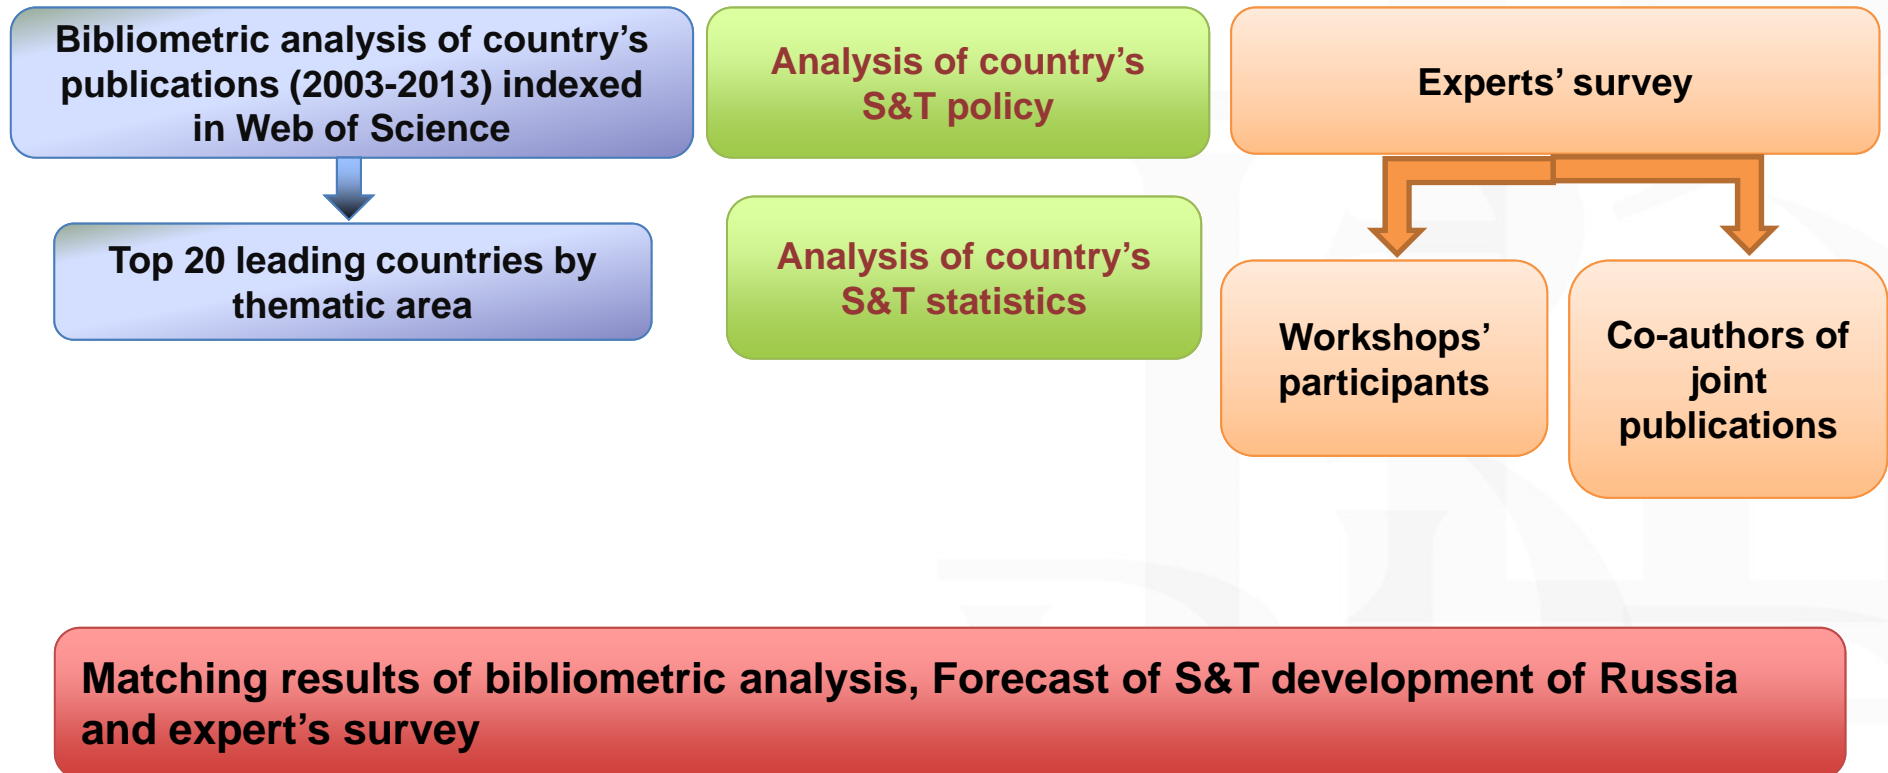 Bibliometric analysis of country’s
publications (2003-2013) indexed
in Web of Science
Top 20 leading countries by
thematic area
Analysis of country’s
S&T policy
Analysis of country’s
S&T statistics
Experts’ survey
Workshops’
participants
Co-authors of
joint
publications
Matching results of bibliometric analysis, Forecast of S&T development of Russia
and expert’s survey